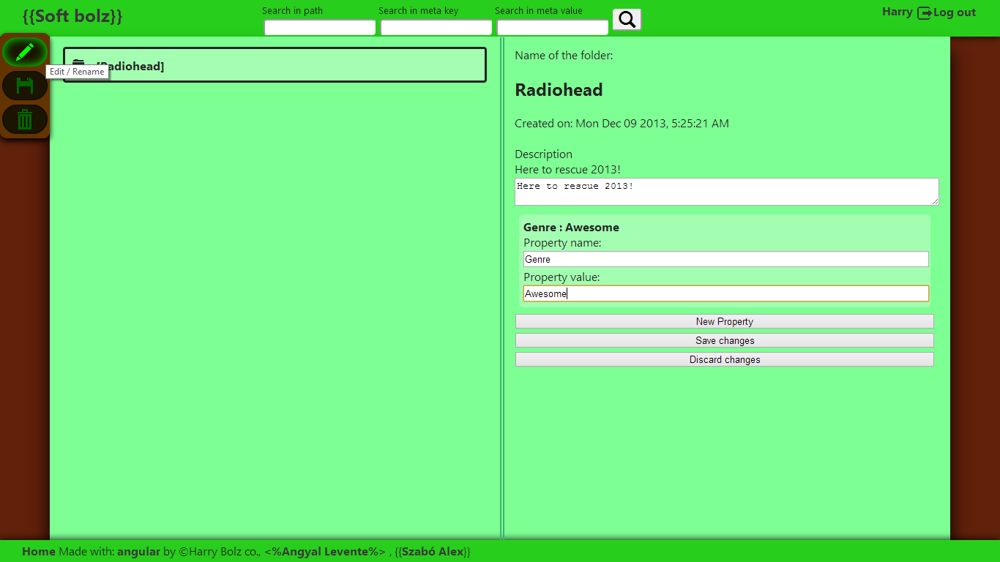 {{Soft bolz}}
Search in path
Search in meta key
Search in meta value
Harry Log out
Edit / Rename
[Radiohead]
Name of the folder:
Radiohead
Created on: Mon Dec 09 2013, 5:25:21 AM
Description
Here to rescue 2013!
Here to rescue 2013!
Genre : Awesome
Property name:
Genre
Property value:
Awesome
New Property
Save changes
Discard changes
Home Made with: angular by ©Harry Bolz co., <%Angyal Levente%> , {{Szabó Alex}}